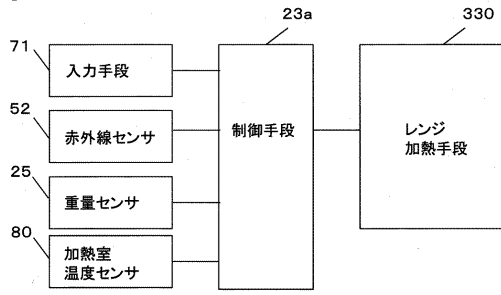 23a
330
71
入力手段
52
赤外線センサ
制御手段
レンジ
加熱手段
25
重量センサ
80
加熱室
温度センサ